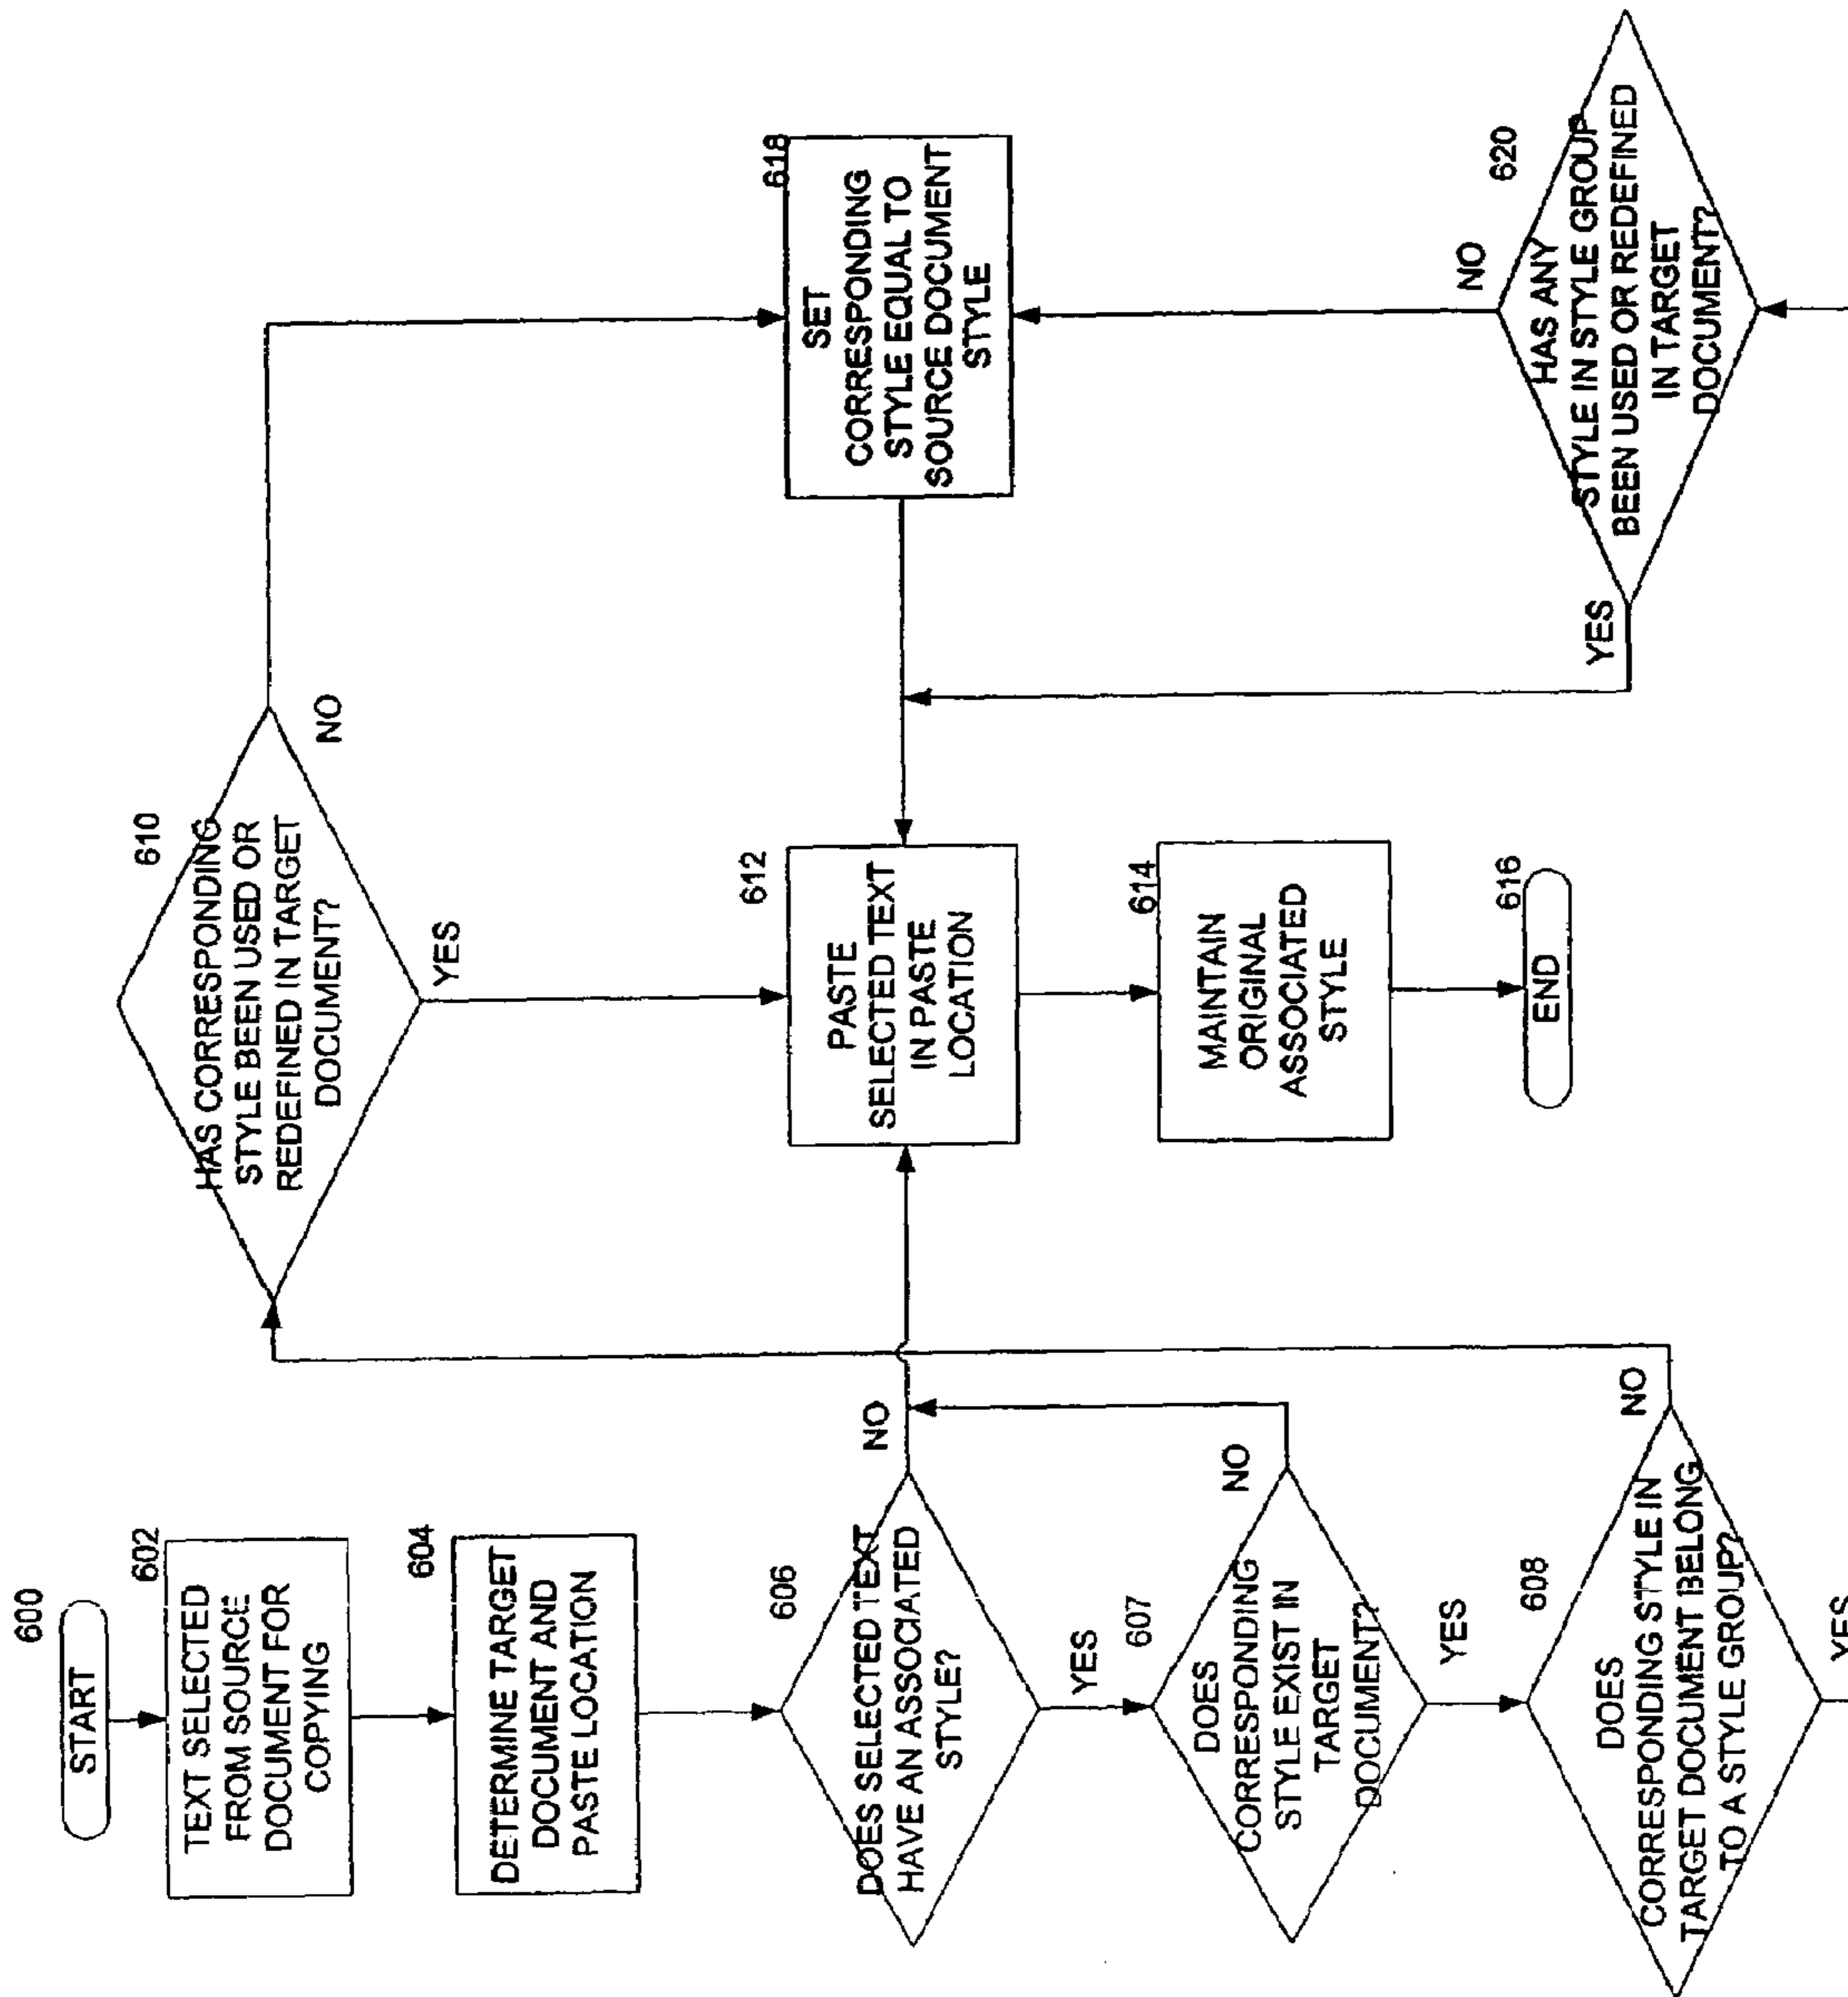 600
START
602
TEXT SELECTED
FROM SOURCE
DOCUMENT FOR
COPYING
604
DETERMINE TARGET
DOCUMENT AND
PASTE LOCATION
606
DOES SELECTED TEXT
HAVE AN ASSOCIATED
STYLE?
NO
YES
607
DOES
CORRESPONDING
STYLE EXIST IN
TARGET
DOCUMENT?
NO
YES
608
DOES
CORRESPONDING STYLE IN
TARGET DOCUMENT BELONG
TO A STYLE GROUP?
NO
YES
610
HAS CORRESPONDING
STYLE BEEN USED OR
REDEFINED IN TARGET
DOCUMENT?
NO
YES
612
PASTE
SELECTED TEXT
IN PASTE
LOCATION
614
MAINTAIN
ORIGINAL
ASSOCIATED
STYLE
616
END
618
SET
CORRESPONDING
STYLE EQUAL TO
SOURCE DOCUMENT
STYLE
620
HAS ANY
STYLE IN STYLE GROUP
BEEN USED OR REDEFINED
IN TARGET
DOCUMENT?
NO
YES